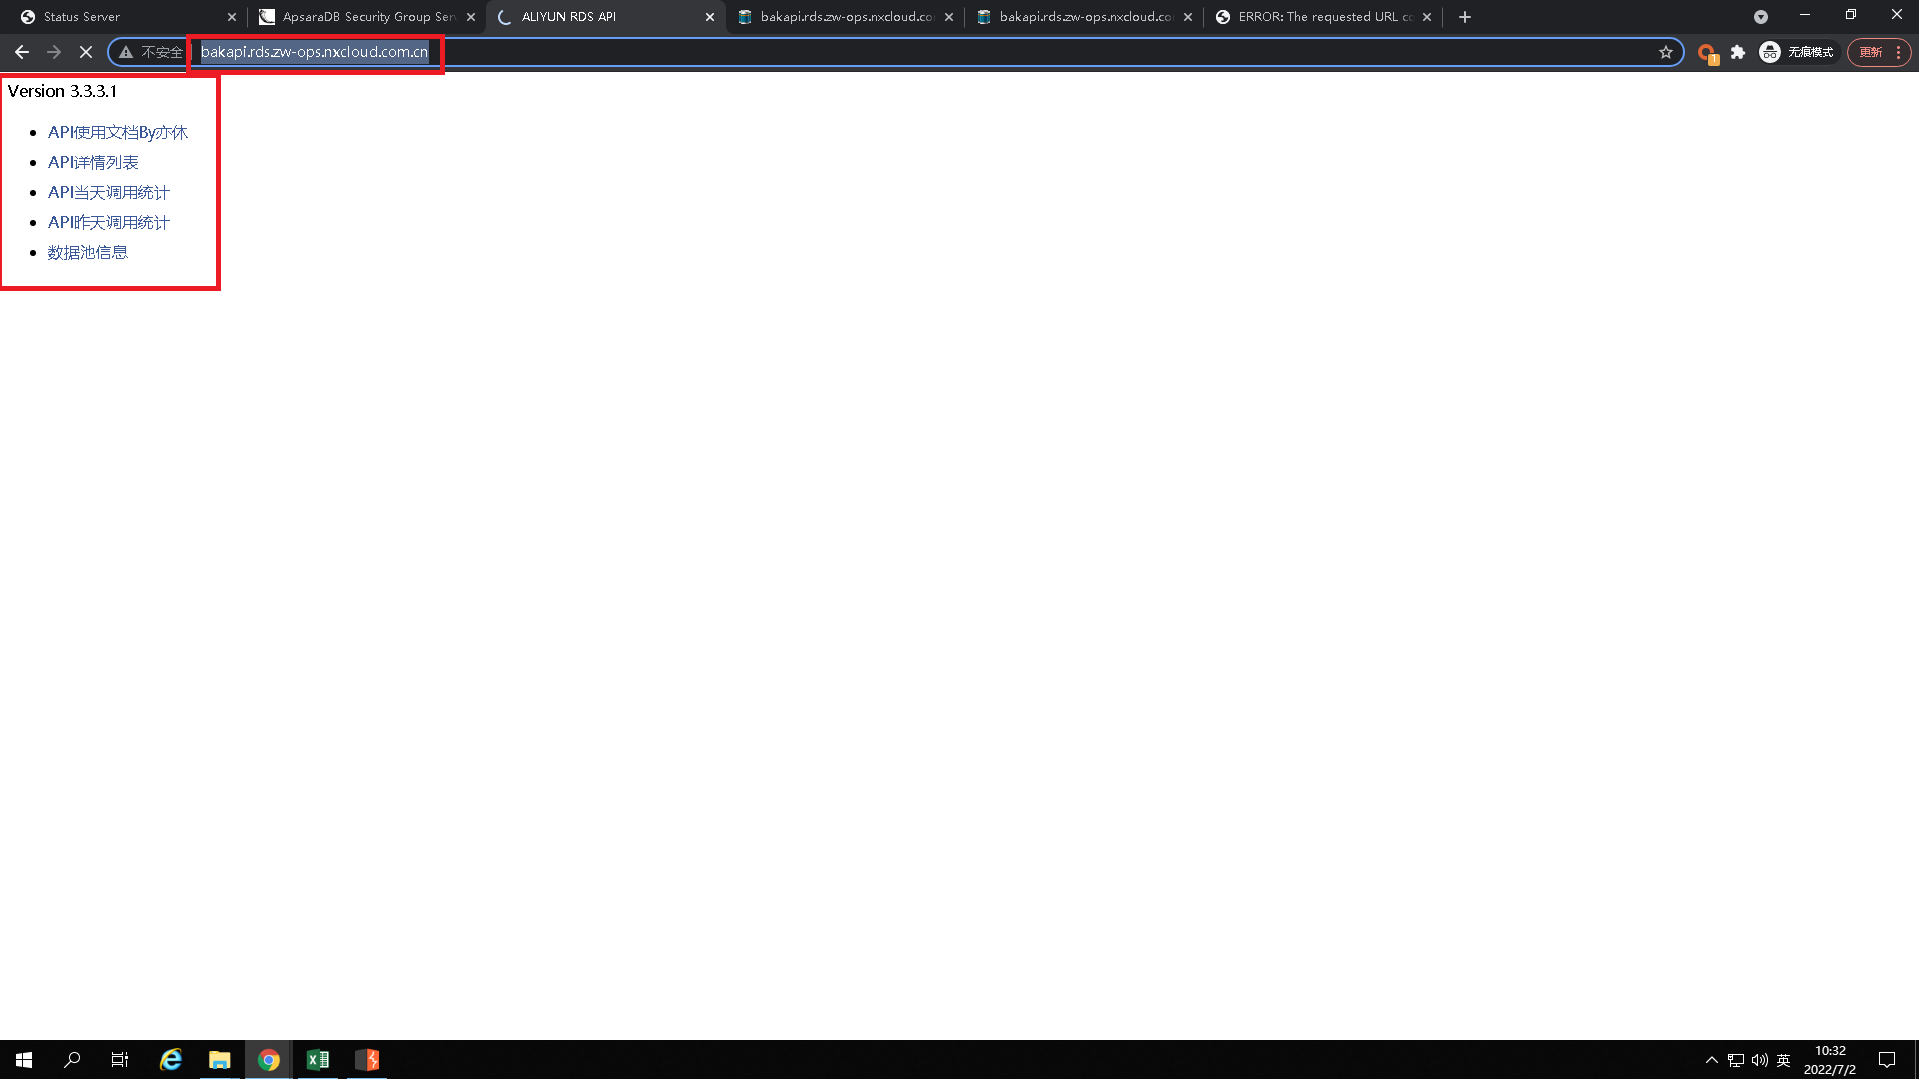 Status Server
ApsaraDB Security Group Serv
ALIYUN RDS API
bakapi.rds.zw-ops.nxcloud.co
bakapi.rds.zw-ops.nxcloud.co
ERROR: The requested URL co
不安全
bakapi.rds.zw-ops.nxcloud.com.cn
1
无痕模式
更新
Version 3.3.3.1
API使用文档By亦休
API详情列表
API当天调用统计
API昨天调用统计
数据池信息
英
10:32
2022/7/2